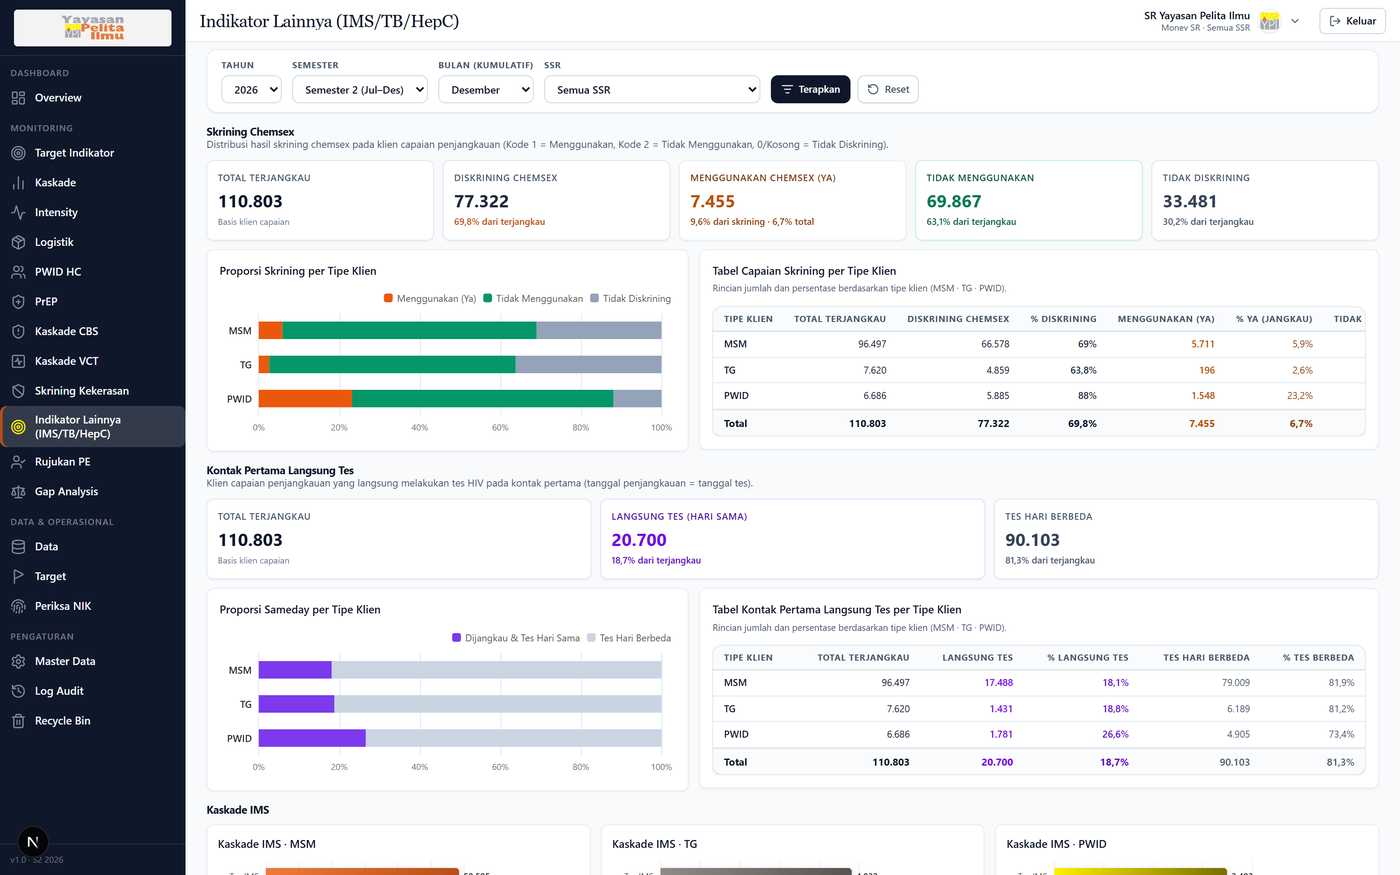 Yayasan
Pelita
Ilmu
DASHBOARD
Overview
MONITORING
Target Indikator
Kaskade
Intensity
Logistik
PWID HC
PrEP
Kaskade CBS
Kaskade VCT
Skrining Kekerasan
Indikator Lainnya
(IMS/TB/HepC)
Rujukan PE
Gap Analysis
DATA & OPERASIONAL
Data
Target
Periksa NIK
PENGATURAN
Master Data
Log Audit
Recycle Bin
N
v1.0 · S2 2026
Indikator Lainnya (IMS/TB/HepC)
SR Yayasan Pelita Ilmu
Monev SR · Semua SSR
Keluar
TAHUN SEMESTER BULAN (KUMULATIF) SSR
2026 Semester 2 (Jul–Des) Desember Semua SSR Terapkan Reset
Skrining Chemsex
Distribusi hasil skrining chemsex pada klien capaian penjangkauan (Kode 1 = Menggunakan, Kode 2 = Tidak Menggunakan, 0/Kosong = Tidak Diskrining).
TOTAL TERJANGKAU
110.803
Basis klien capaian
DISKRINING CHEMSEX
77.322
69,8% dari terjangkau
MENGGUNAKAN CHEMSEX (YA)
7.455
9,6% dari skrining · 6,7% total
TIDAK MENGGUNAKAN
69.867
63,1% dari terjangkau
TIDAK DISKRINING
33.481
30,2% dari terjangkau
Proporsi Skrining per Tipe Klien
Menggunakan (Ya) Tidak Menggunakan Tidak Diskrining
MSM
TG
PWID
0% 20% 40% 60% 80% 100%
Tabel Capaian Skrining per Tipe Klien
Rincian jumlah dan persentase berdasarkan tipe klien (MSM · TG · PWID).
TIPE KLIEN TOTAL TERJANGKAU DISKRINING CHEMSEX % DISKRINING MENGGUNAKAN (YA) % YA (JANGKAU) TIDAK
MSM 96.497 66.578 69% 5.711 5,9%
TG 7.620 4.859 63,8% 196 2,6%
PWID 6.686 5.885 88% 1.548 23,2%
Total 110.803 77.322 69,8% 7.455 6,7%
Kontak Pertama Langsung Tes
Klien capaian penjangkauan yang langsung melakukan tes HIV pada kontak pertama (tanggal penjangkauan = tanggal tes).
TOTAL TERJANGKAU
110.803
Basis klien capaian
LANGSUNG TES (HARI SAMA)
20.700
18,7% dari terjangkau
TES HARI BERBEDA
90.103
81,3% dari terjangkau
Proporsi Sameday per Tipe Klien
Dijangkau & Tes Hari Sama Tes Hari Berbeda
MSM
TG
PWID
0% 20% 40% 60% 80% 100%
Tabel Kontak Pertama Langsung Tes per Tipe Klien
Rincian jumlah dan persentase berdasarkan tipe klien (MSM · TG · PWID).
TIPE KLIEN TOTAL TERJANGKAU LANGSUNG TES % LANGSUNG TES TES HARI BERBEDA % TES BERBEDA
MSM 96.497 17.488 18,1% 79.009 81,9%
TG 7.620 1.431 18,8% 6.189 81,2%
PWID 6.686 1.781 26,6% 4.905 73,4%
Total 110.803 20.700 18,7% 90.103 81,3%
Kaskade IMS
Kaskade IMS · MSM
Kaskade IMS · TG
Kaskade IMS · PWID